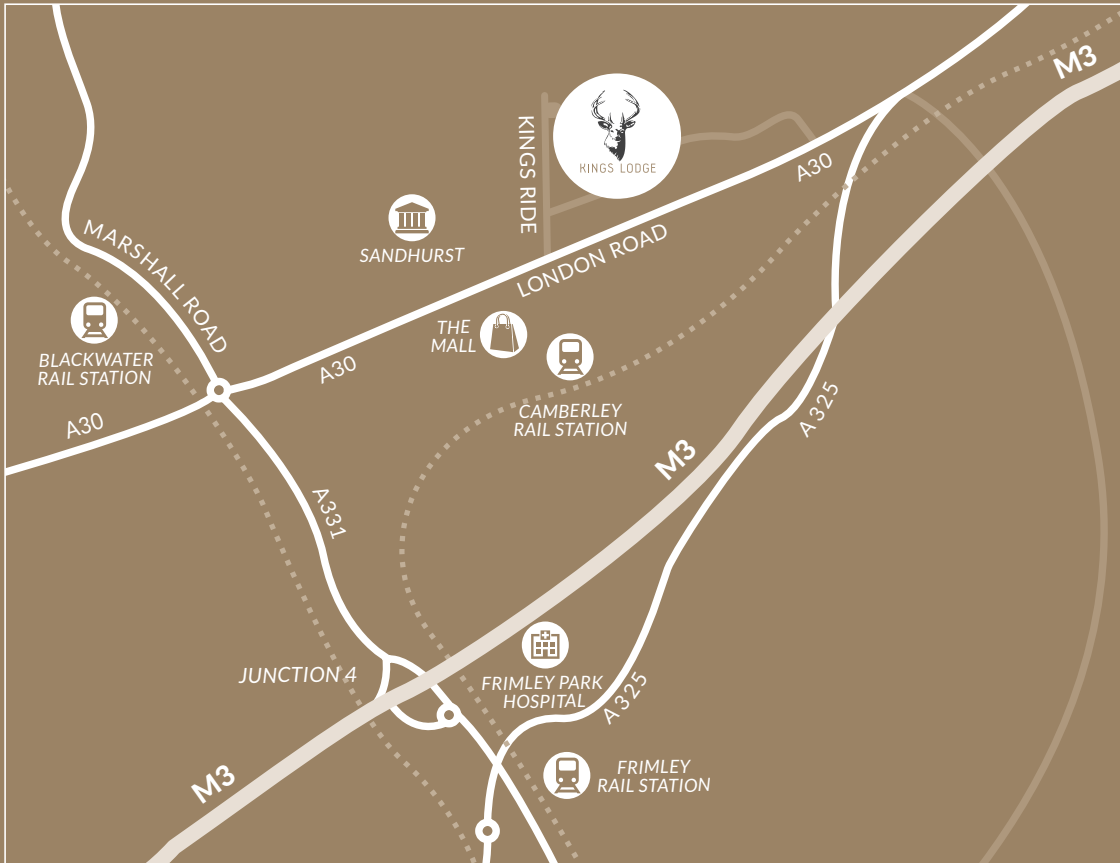 M3
KINGS RIDE
KINGS LODGE
A30
MARSHALL ROAD
SANDHURST
LONDON ROAD
THE
MALL
BLACKWATER
RAIL STATION
A30
CAMBERLEY
RAIL STATION
A325
A30
M3
A331
JUNCTION 4
FRIMLEY PARK
HOSPITAL
A325
M3
FRIMLEY
RAIL STATION